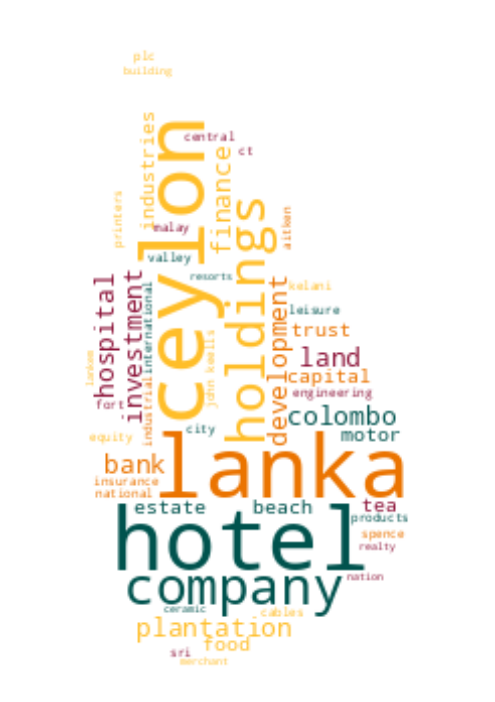 plc
building
central
ct
industries
ceylon
finance
printers
malay
aitken
holdings
valley
resorts
hospital
investment
international
development
kelani
leisure
trust
john keells
lankem
land
capital
engineering
fort
industrial
colombo
city
motor
equity
lanka
bank
insurance
national
estate
beach
tea
products
hotel
spence
realty
company
nation
ceramic
cables
plantation
food
sri
merchant